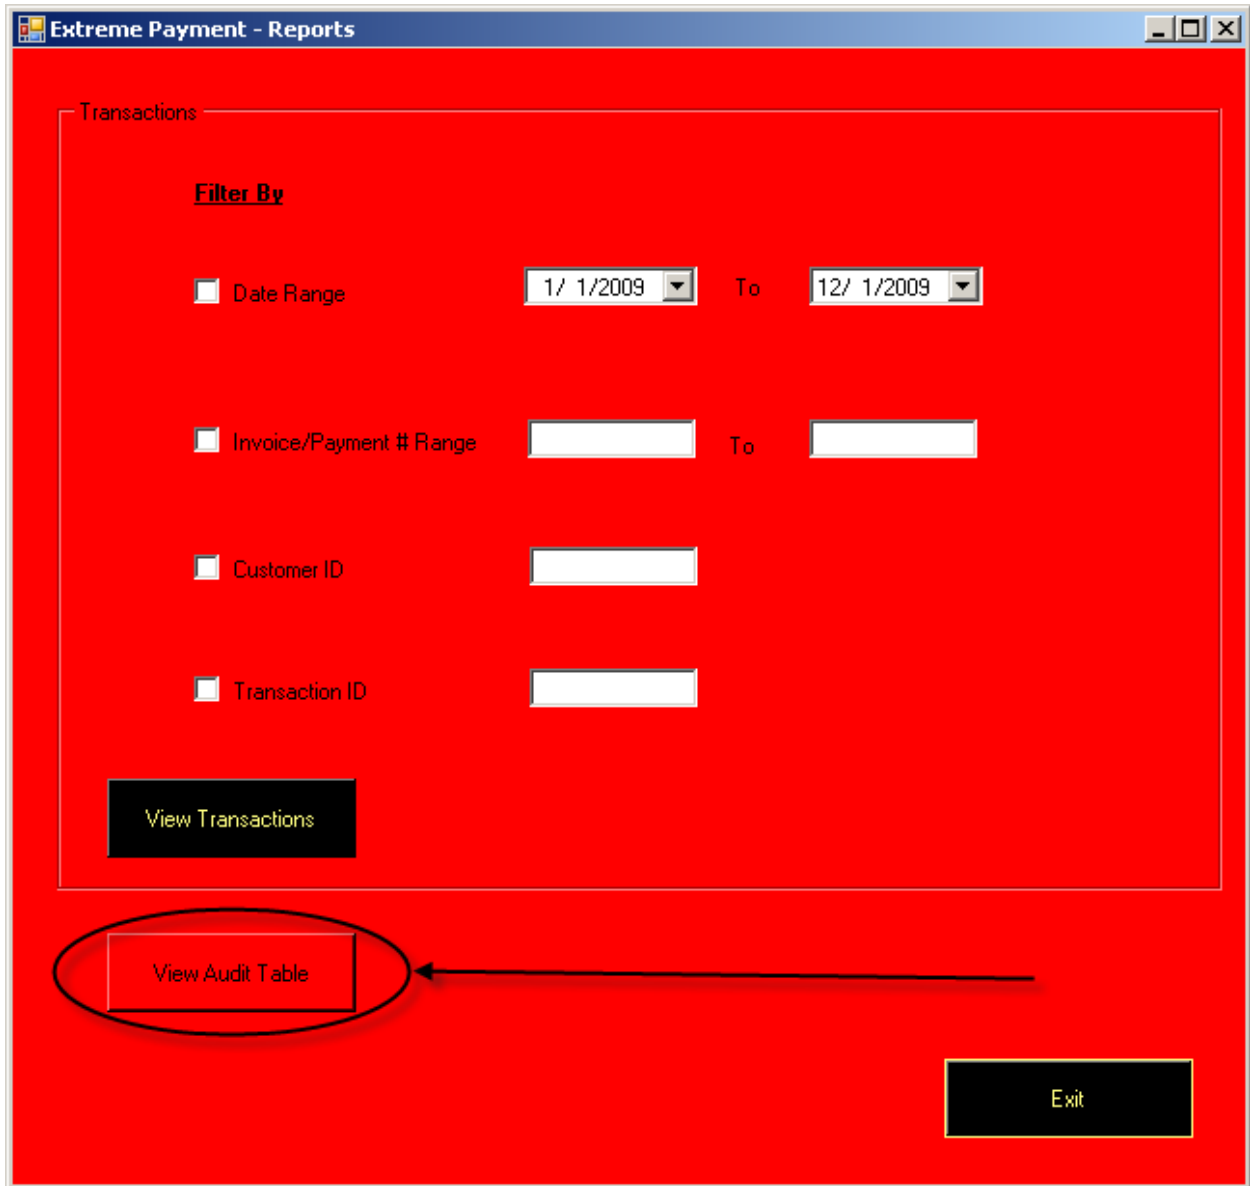 Extreme Payment - Reports
Transactions
Filter By
Date Range 1/ 1/2009 To 12/ 1/2009
Invoice/Payment # Range To
Customer ID
Transaction ID
View Transactions
View Audit Table
Exit